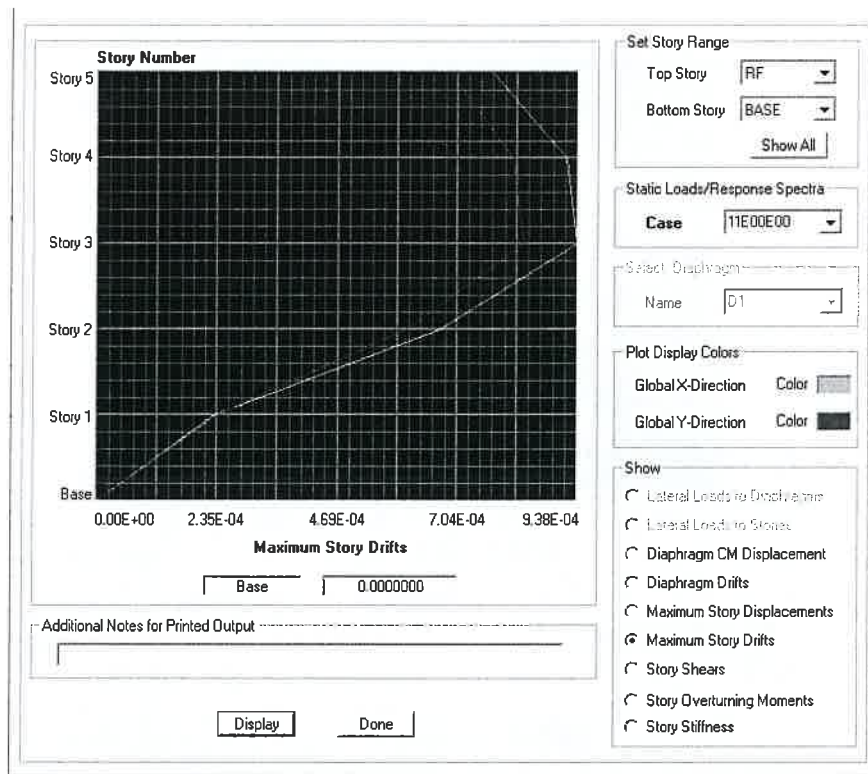 Story Number
Story 5
Story 4
Story 3
Story 2
Story 1
Base
0.00E+00 2.35E-04 4.69E-04 7.04E-04 9.38E-04
Maximum Story Drifts
Base 0.0000000
Additional Notes for Printed Output
Display Done
Set Story Range
Top Story RF
Bottom Story BASE
Show All
Static Loads/Response Spectra
Case 11E00E00
Select Diaphragm
Name D1
Plot Display Colors
Global X-Direction Color
Global Y-Direction Color
Show
Lateral Loads to Diaphragms
Lateral Loads to Stories
Diaphragm CM Displacement
Diaphragm Drifts
Maximum Story Displacements
Maximum Story Drifts
Story Shears
Story Overturning Moments
Story Stiffness